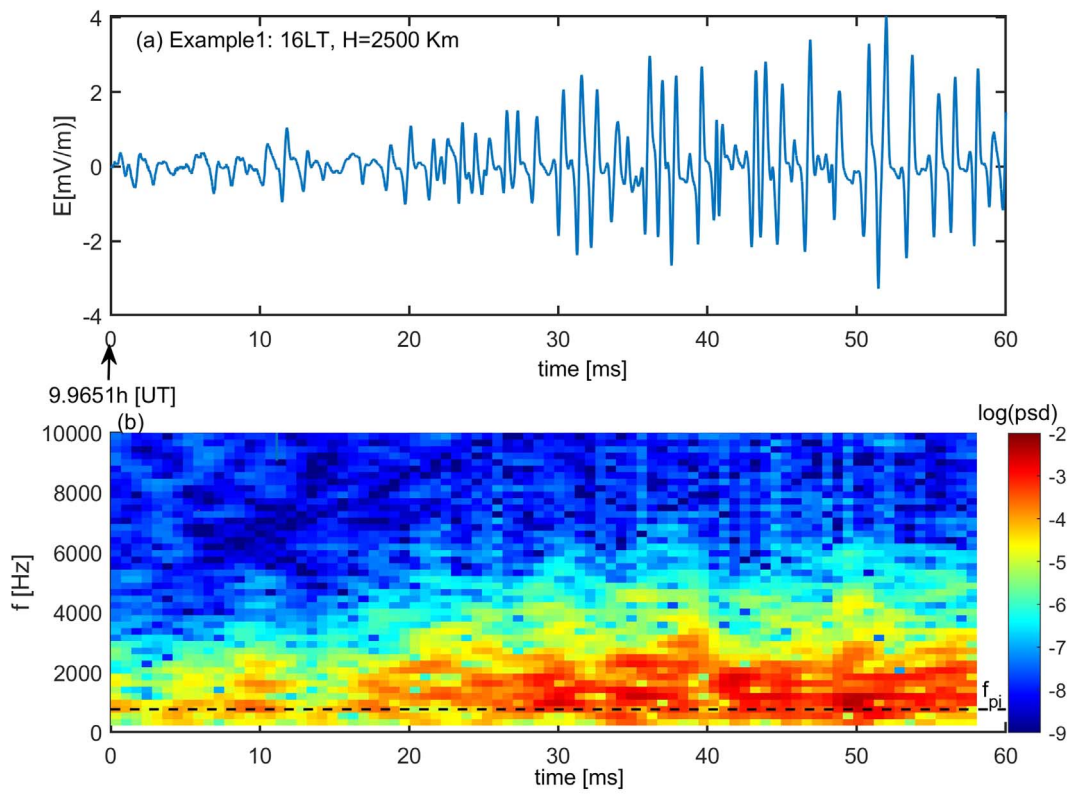 (a) Example1: 16LT, H=2500 Km
4
2
0
-2
-4
E[mV/m)]
0 10 20 30 40 50 60
time [ms]
9.9651h [UT]
(b)
log(psd)
10000
8000
6000
4000
2000
0
f [Hz]
f pi
-2
-3
-4
-5
-6
-7
-8
-9
0 10 20 30 40 50 60
time [ms]